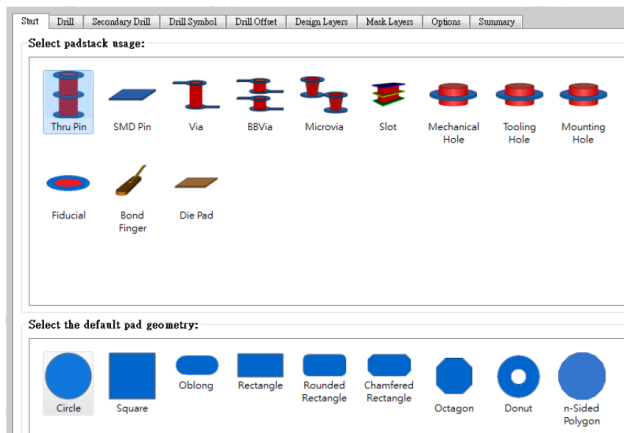 Start Drill Secondary Drill Drill Symbol Drill Offset Design Layers Mask Layers Options Summary
Select padstack usage:
Thru Pin SMD Pin Via BBVia Microvia Slot Mechanical Hole Tooling Hole Mounting Hole
Fiducial Bond Finger Die Pad
Select the default pad geometry:
Circle Square Oblong Rectangle Rounded Rectangle Chamfered Rectangle Octagon Donut n-Sided Polygon